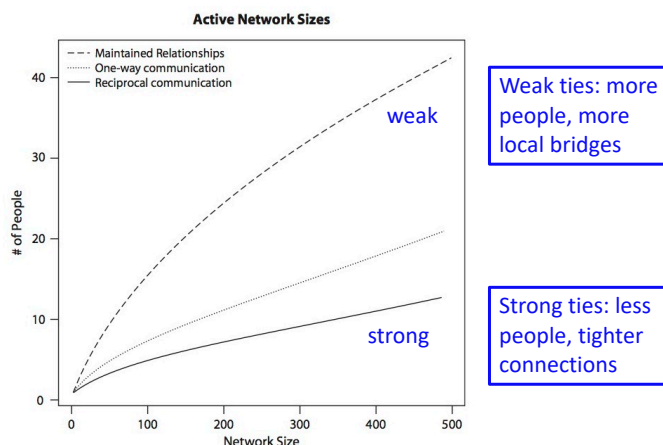 Active Network Sizes
Maintained Relationships
One-way communication
Reciprocal communication
weak
strong
# of People
40
30
20
10
0
0 100 200 300 400 500
Network Size
Weak ties: more
people, more
local bridges
Strong ties: less
people, tighter
connections